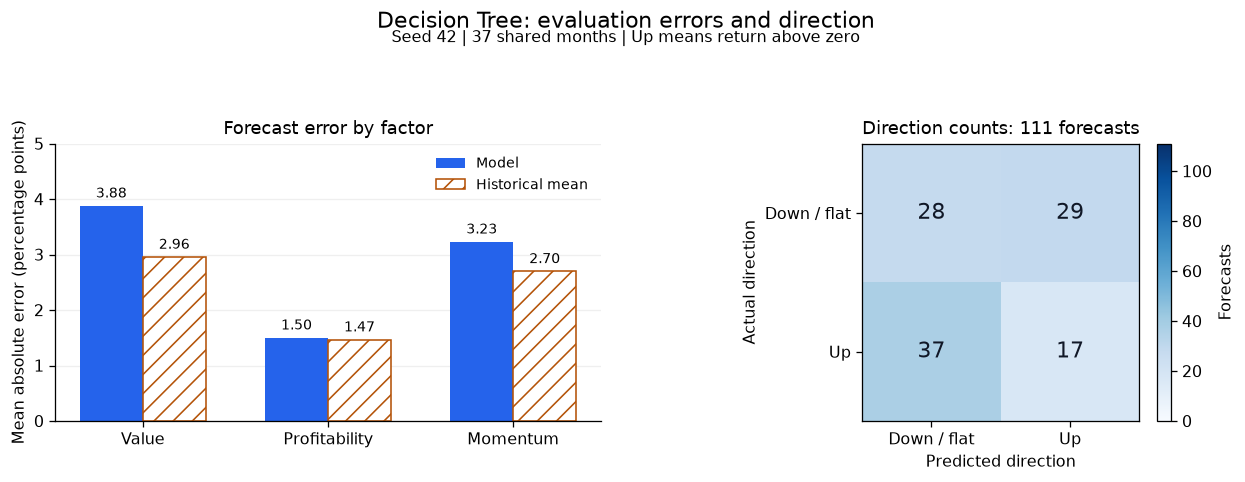 Decision Tree: evaluation errors and direction
Seed 42 | 37 shared months | Up means return above zero
Forecast error by factor
Mean absolute error (percentage points)
5
4
3
2
1
0
Model
Historical mean
3.88
2.96
1.50
1.47
3.23
2.70
Value
Profitability
Momentum
Direction counts: 111 forecasts
Actual direction
Down / flat
Up
28
29
37
17
Down / flat
Up
Predicted direction
100
80
60
40
20
0
Forecasts